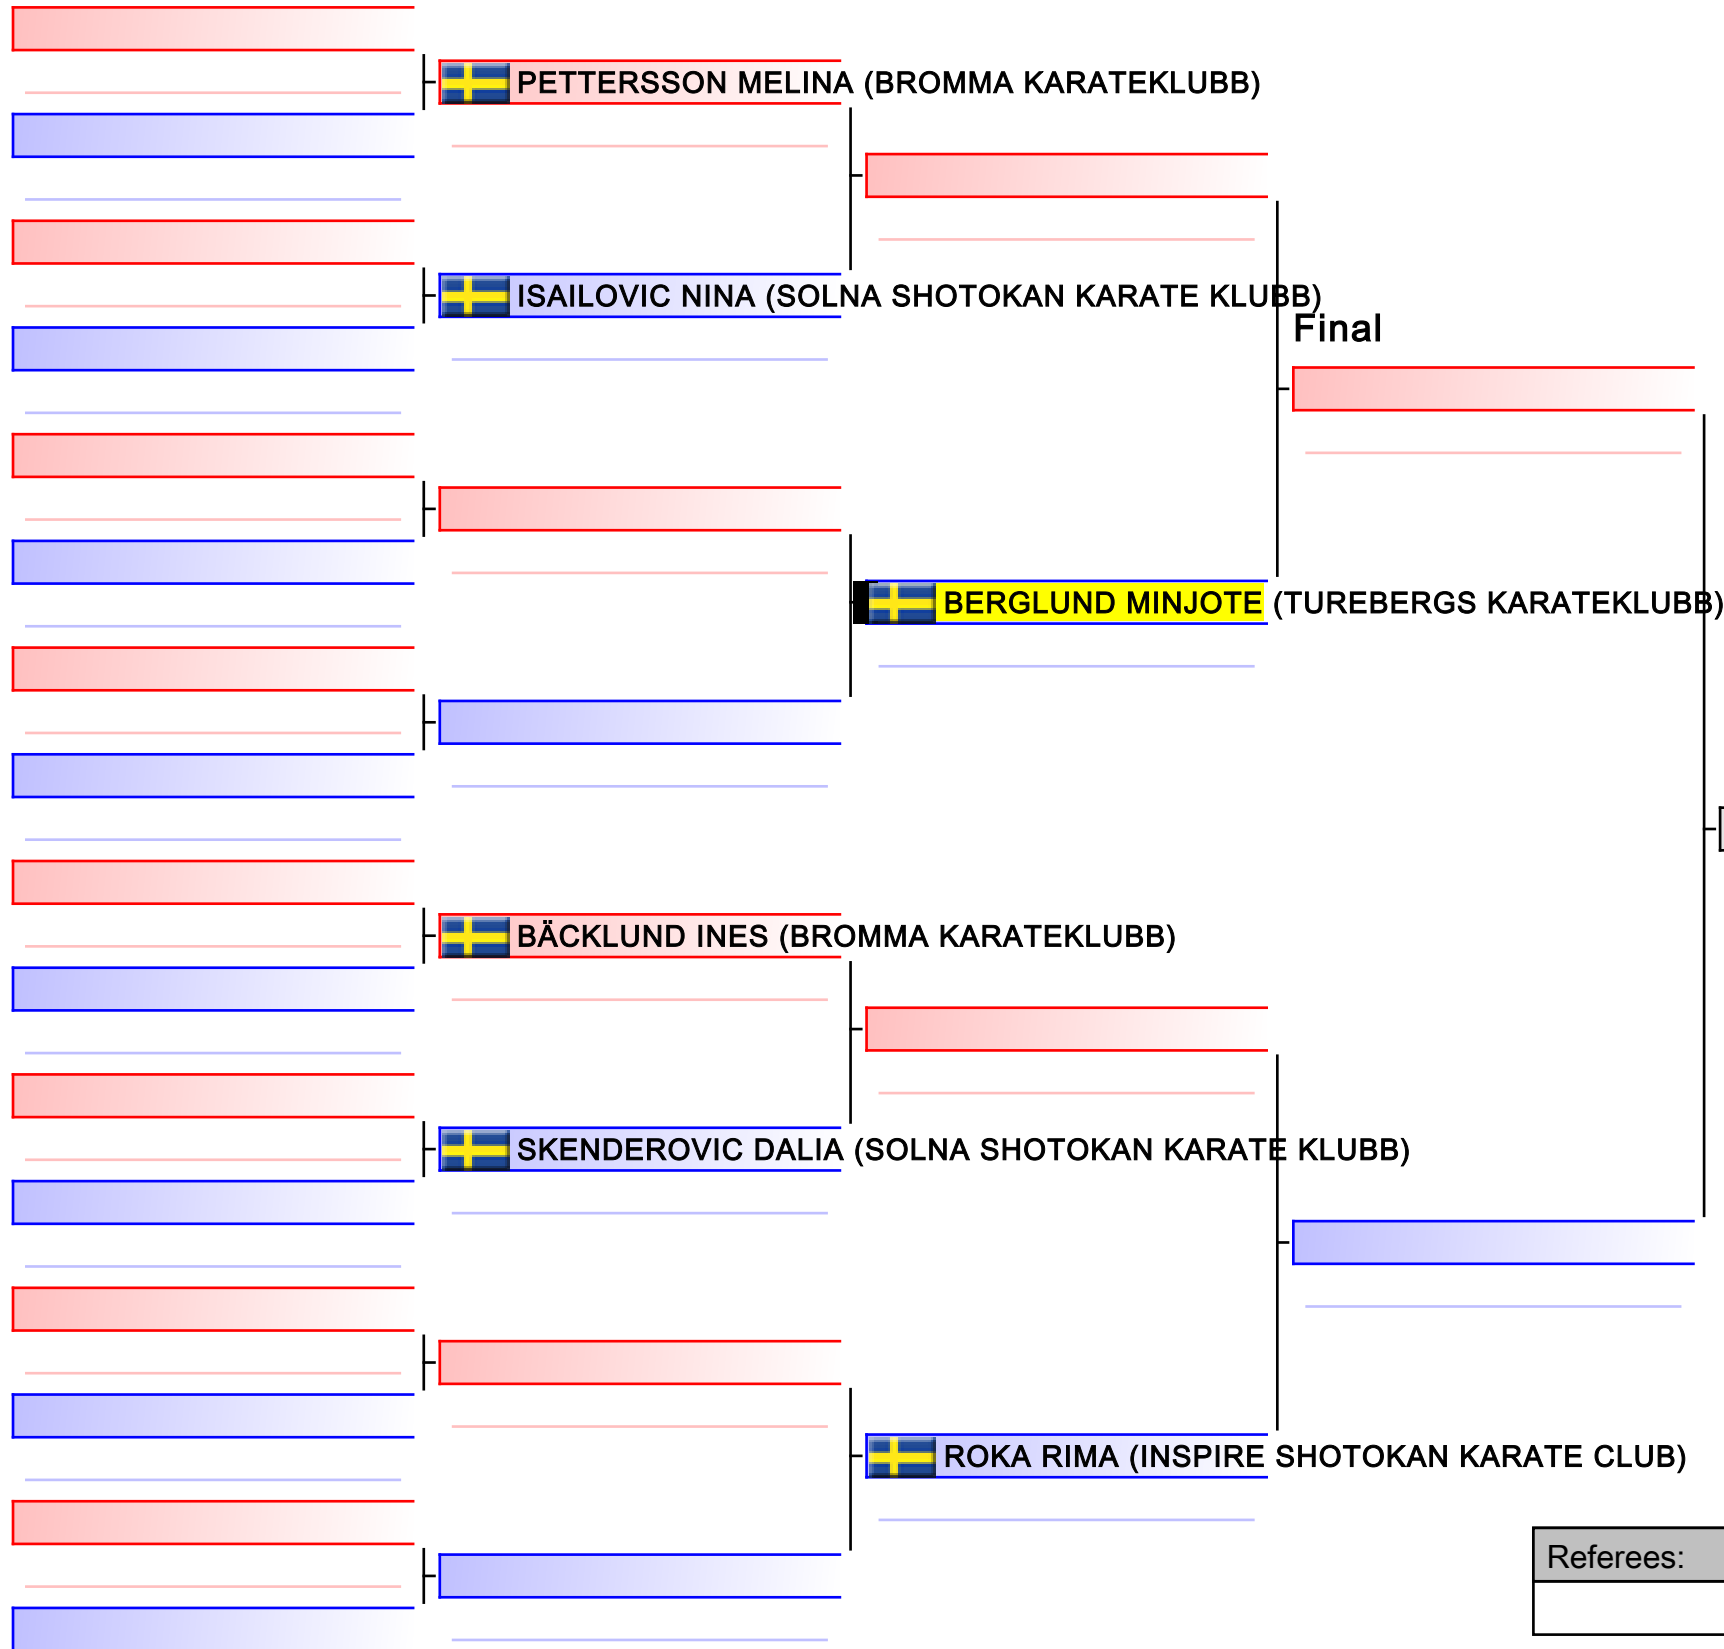 PETTERSSON MELINA (BROMMA KARATEKLUBB)
ISAILOVIC NINA (SOLNA SHOTOKAN KARATE KLUBB)
Final
BERGLUND MINJOTE (TUREBERGS KARATEKLUBB)
BÄCKLUND INES (BROMMA KARATEKLUBB)
SKENDEROVIC DALIA (SOLNA SHOTOKAN KARATE KLUBB)
ROKA RIMA (INSPIRE SHOTOKAN KARATE CLUB)
Referees: